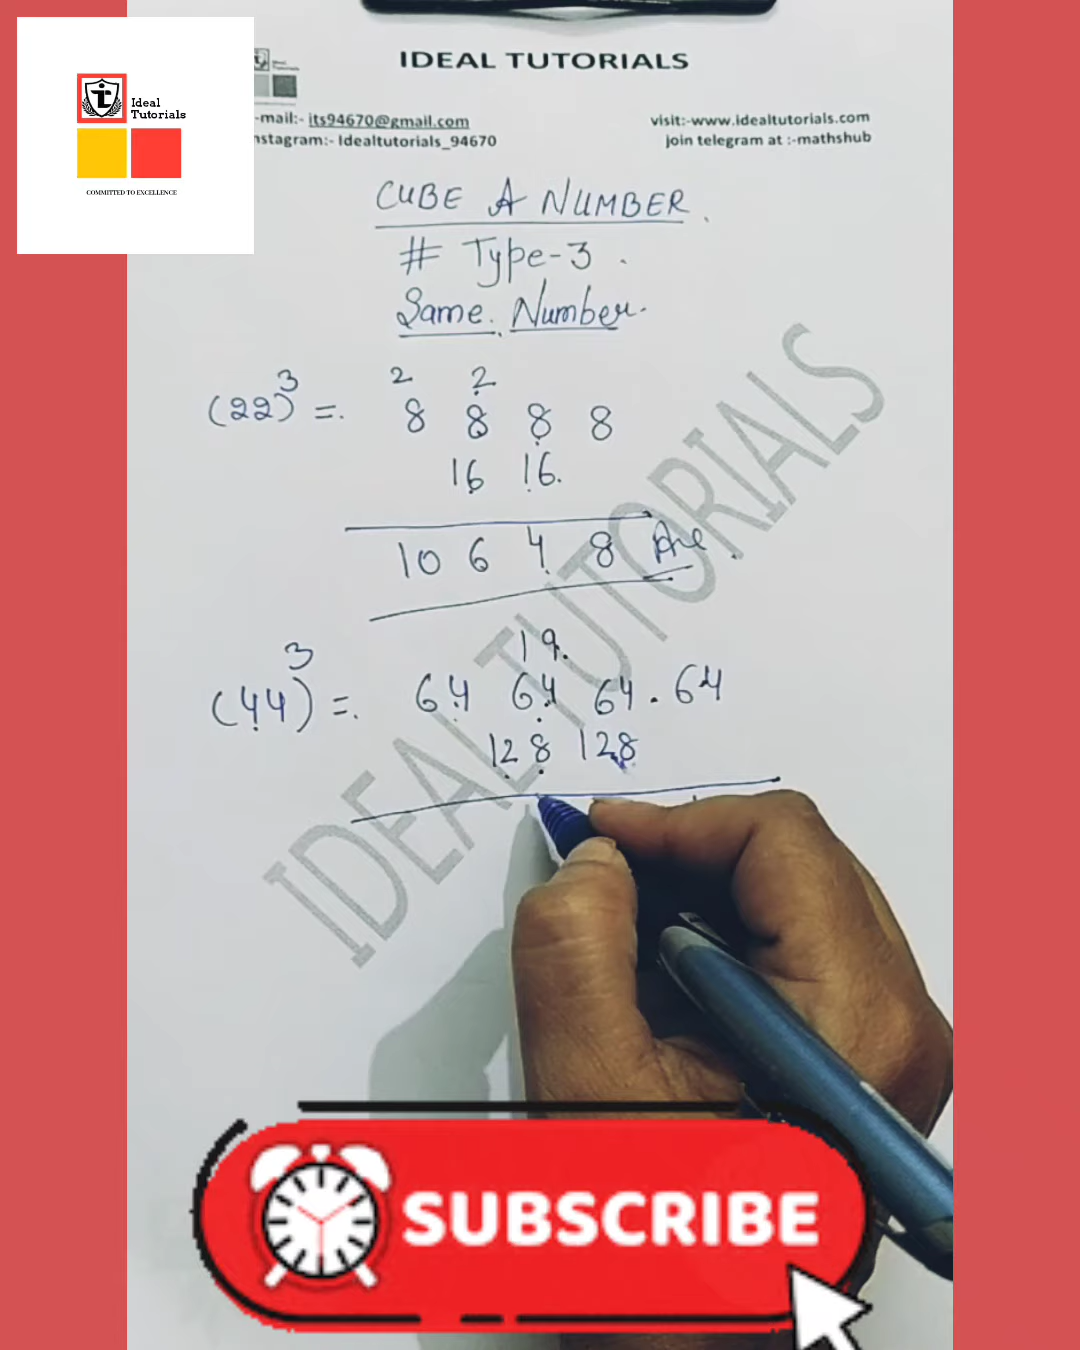 Ideal
Tutorials
COMMITTED TO EXCELLENCE
IDEAL TUTORIALS
-mail:- its94670@gmail.com
visit:-www.idealtutorials.com
stagram:- Idealtutorials_94670
join telegram at :-mathshub
CUBE A NUMBER.
# Type-3.
Same. Number.
2 2
(22)³ =. 8 8 8 8
16 16.
10 6 4 8
19.
(44)³ =. 64 64 64 . 64
128 128
IDEAL TUTORIALS
SUBSCRIBE